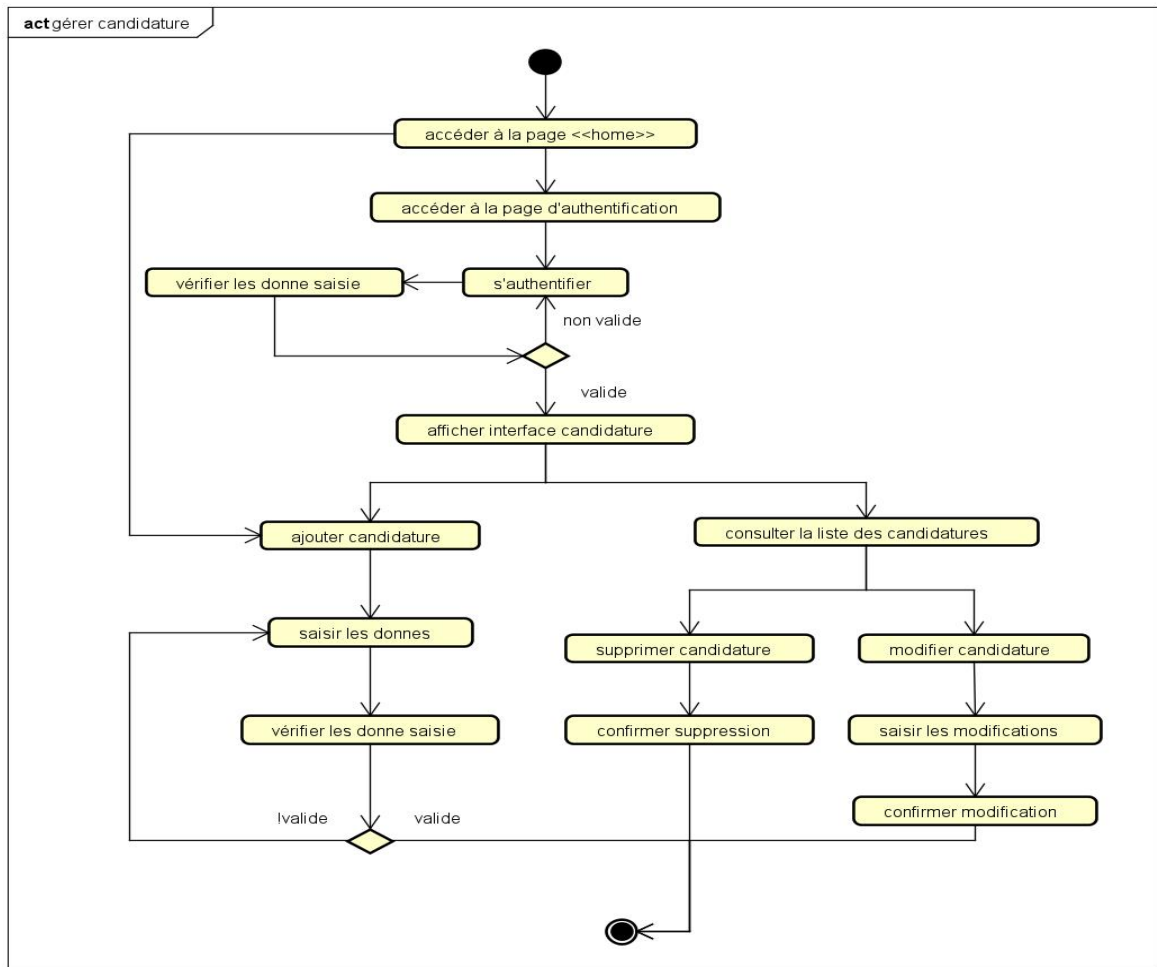 act gérer candidature
accéder à la page <<home>>
accéder à la page d'authentification
vérifier les donne saisie
s'authentifier
non valide
valide
afficher interface candidature
ajouter candidature
consulter la liste des candidatures
saisir les donnes
supprimer candidature
modifier candidature
vérifier les donne saisie
confirmer suppression
saisir les modifications
confirmer modification
!valide
valide